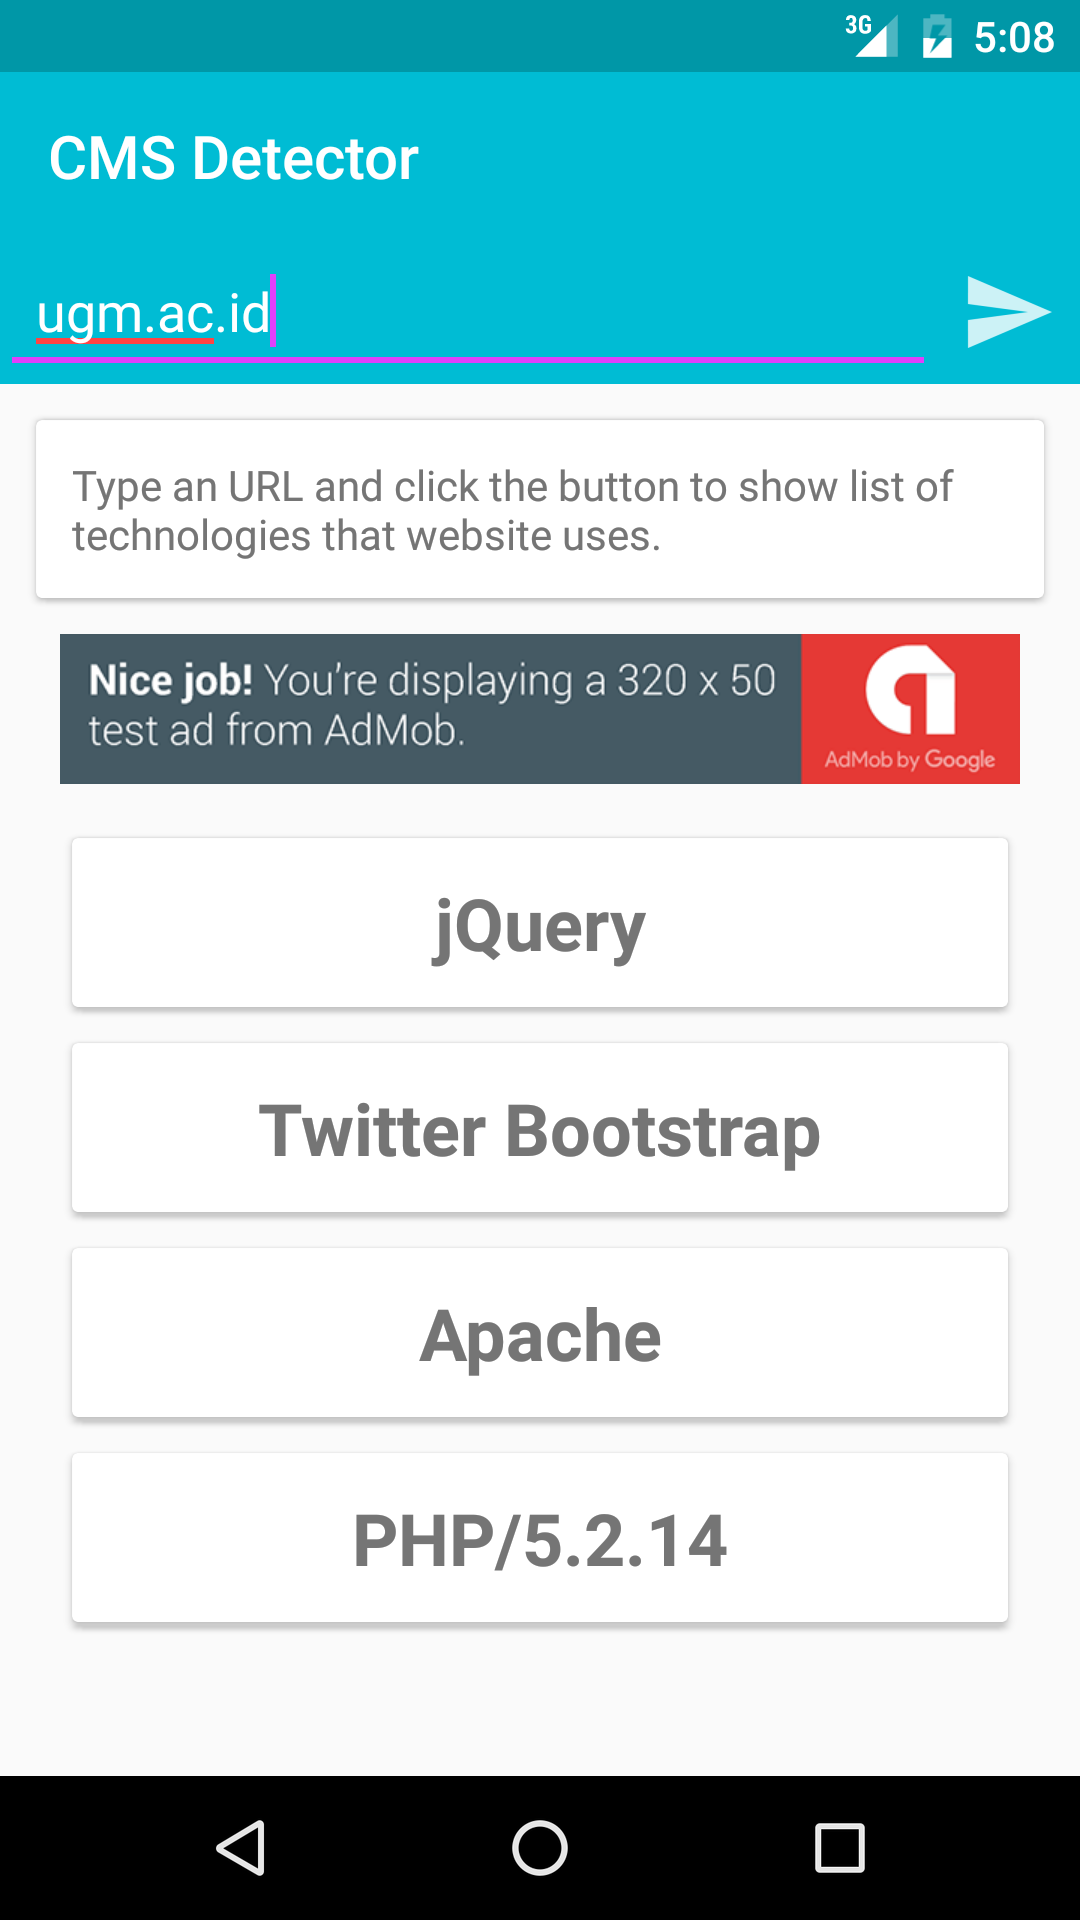 3G 5:08
CMS Detector
ugm.ac.id
Type an URL and click the button to show list of
technologies that website uses.
Nice job! You're displaying a 320 x 50
test ad from AdMob.
AdMob by Google
jQuery
Twitter Bootstrap
Apache
PHP/5.2.14